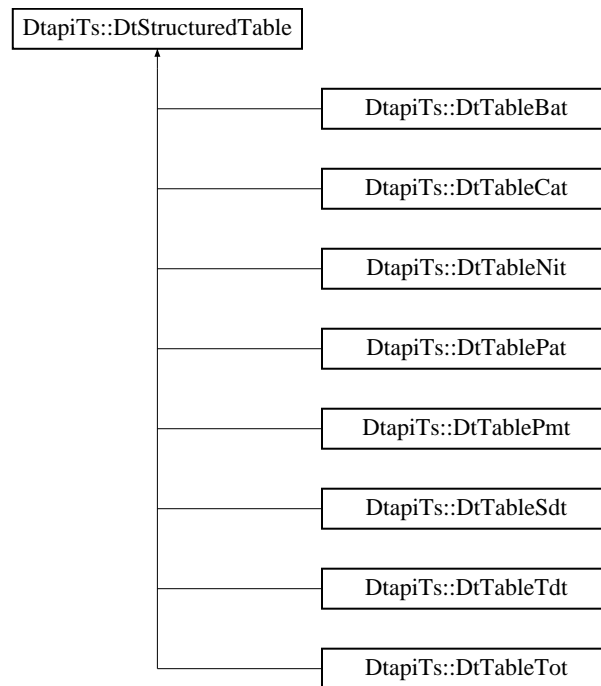 DtapiTs::DtStructuredTable
DtapiTs::DtTableBat
DtapiTs::DtTableCat
DtapiTs::DtTableNit
DtapiTs::DtTablePat
DtapiTs::DtTablePmt
DtapiTs::DtTableSdt
DtapiTs::DtTableTdt
DtapiTs::DtTableTot